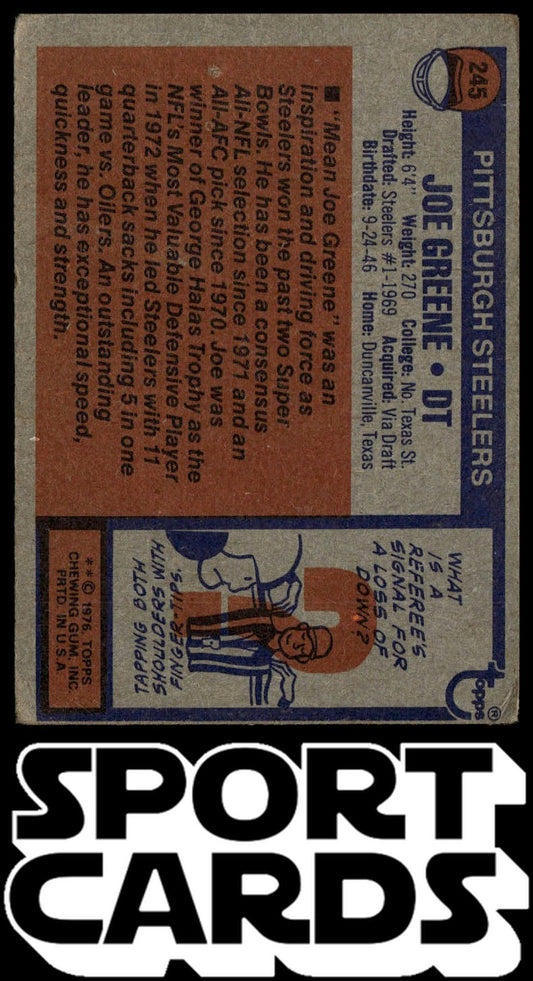 245
PITTSBURGH STEELERS
JOE GREENE • DT
Height: 6'4" Weight: 270 College: No. Texas St.
Drafted: Steelers #1-1969 Acquired: Via Draft
Birthdate: 9-24-46 Home: Duncanville, Texas
■ "Mean Joe Greene" was an
inspiration and driving force as
Steelers won the past two Super
Bowls. He has been a consensus
All-NFL selection since 1971 and an
All-AFC pick since 1970. Joe was
winner of George Halas Trophy as the
NFL's Most Valuable Defensive Player
in 1972 when he led Steelers with 11
quarterback sacks including 5 in one
game vs. Oilers. An outstanding
leader, he has exceptional speed,
quickness and strength.
topps®
WHAT
IS A
REFEREE'S
SIGNAL FOR
A LOSS OF
DOWN?
TAPPING BOTH
SHOULDERS WITH
FINGER TIPS.
** © 1976, TOPPS
CHEWING GUM, INC.
PRTD. IN U.S.A.
SPORT
CARDS